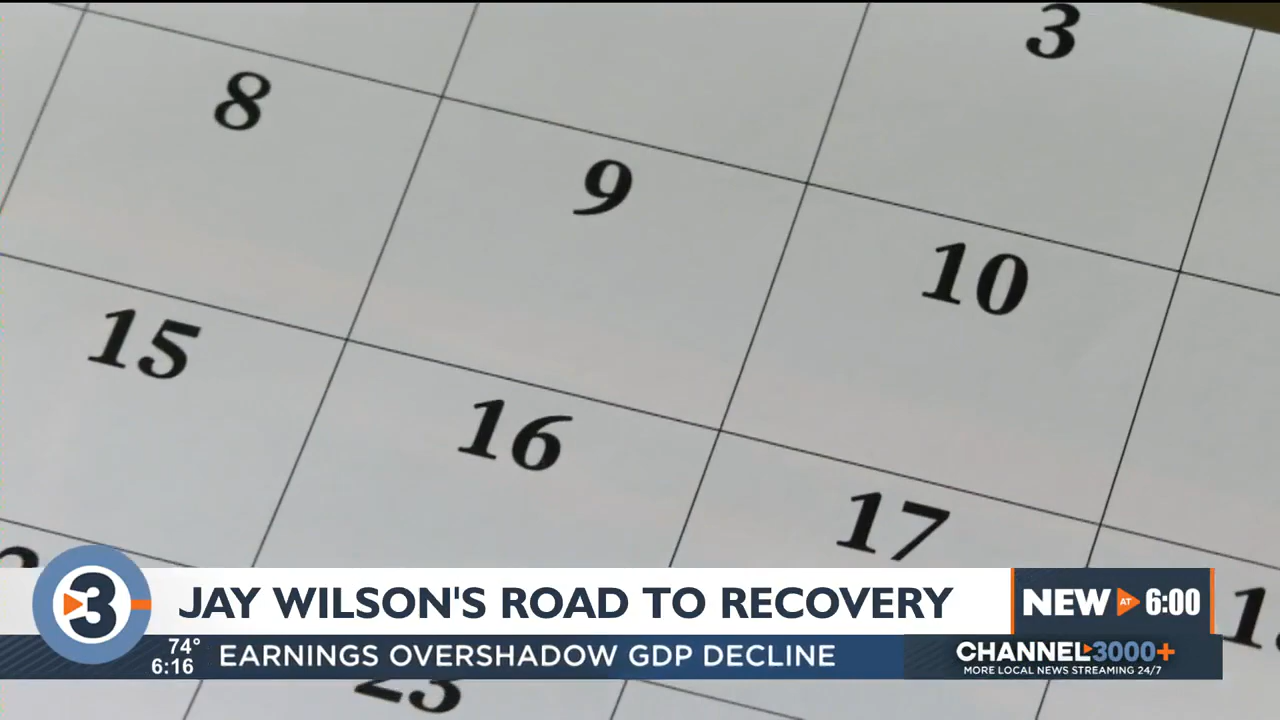 3
8
9
10
15
16
17
23
3
JAY WILSON'S ROAD TO RECOVERY
NEW AT 6:00
74°
6:16
EARNINGS OVERSHADOW GDP DECLINE
CHANNEL3000+
MORE LOCAL NEWS STREAMING 24/7